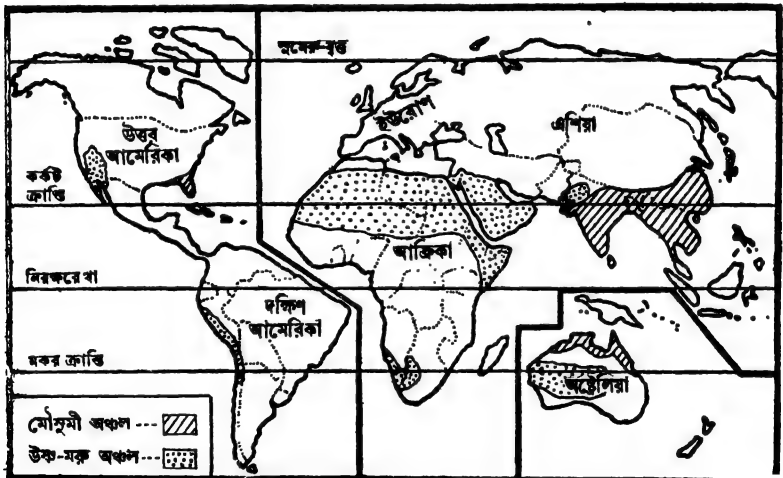 সুমেরু-বৃত্ত
ইউরোপ
এশিয়া
উত্তর
আমেরিকা
কর্কট
ক্রান্তি
আফ্রিকা
নিরক্ষরেখা
দক্ষিণ
আমেরিকা
মকর ক্রান্তি
অষ্ট্রেলিয়া
মৌসুমী অঞ্চল ---
উষ্ণ-মরু অঞ্চল ---